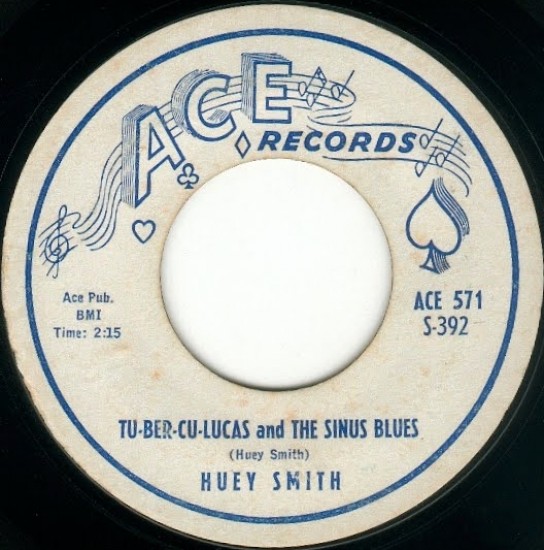 ACE
RECORDS
Ace Pub.
BMI
Time: 2:15
ACE 571
S-392
TU-BER-CU-LUCAS and THE SINUS BLUES
(Huey Smith)
HUEY SMITH